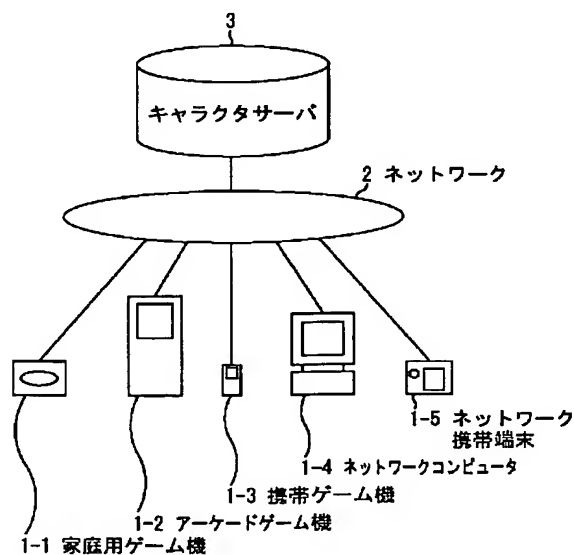 3
キャラクタサーバ
2 ネットワーク
1-5 ネットワーク
携帯端末
1-4 ネットワークコンピュータ
1-3 携帯ゲーム機
1-2 アーケードゲーム機
1-1 家庭用ゲーム機